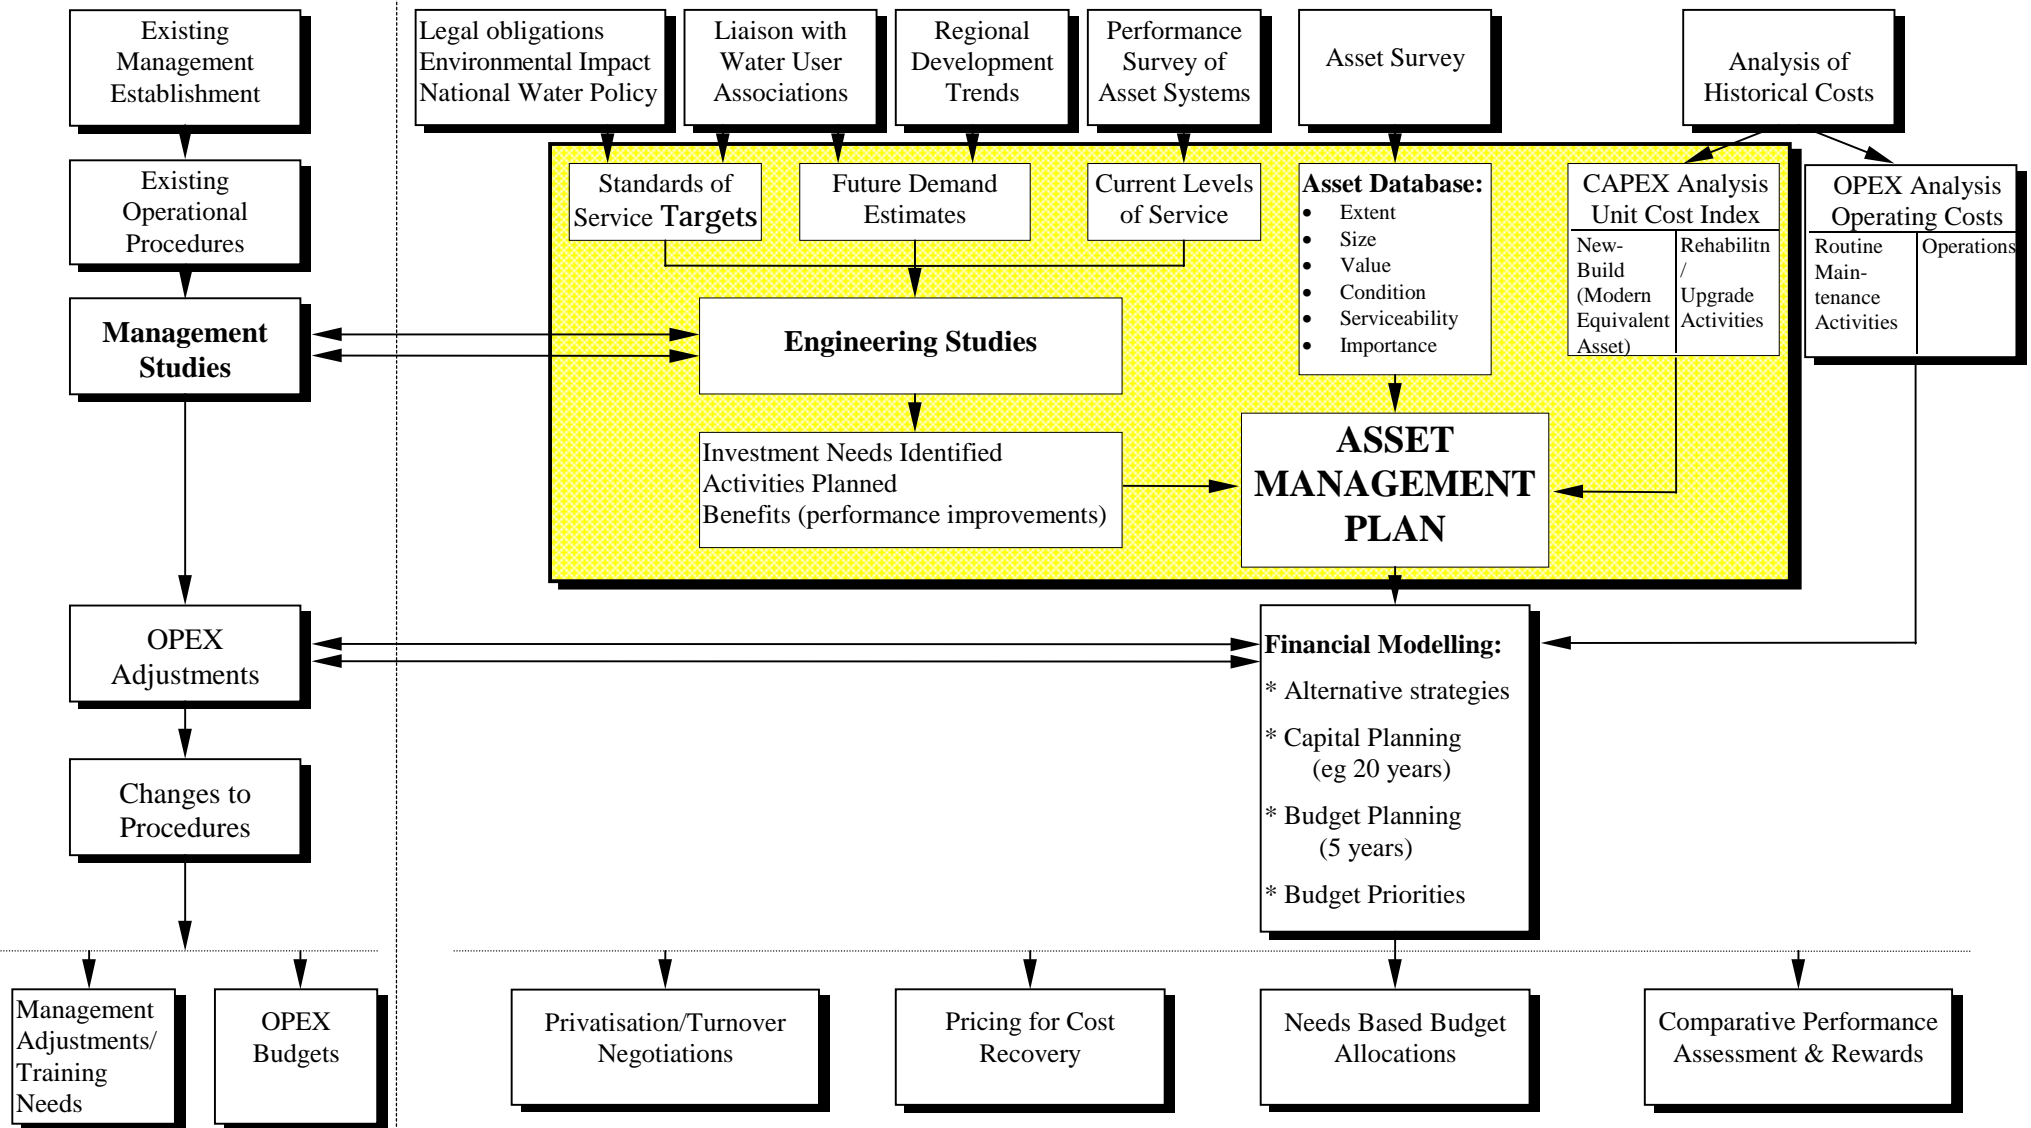 Existing
Management
Establishment
Legal obligations
Environmental Impact
National Water Policy
Liaison with
Water User
Associations
Regional
Development
Trends
Performance
Survey of
Asset Systems
Asset Survey
Analysis of
Historical Costs
Existing
Operational
Procedures
Standards of
Service Targets
Future Demand
Estimates
Current Levels
of Service
Asset Database:
• Extent
• Size
• Value
• Condition
• Serviceability
• Importance
CAPEX Analysis
Unit Cost Index
New-
Build
(Modern
Equivalent
Asset)
Rehabilitn
/
Upgrade
Activities
OPEX Analysis
Operating Costs
Routine
Main-
tenance
Activities
Operations
Management
Studies
Engineering Studies
Investment Needs Identified
Activities Planned
Benefits (performance improvements)
ASSET
MANAGEMENT
PLAN
OPEX
Adjustments
Financial Modelling:
* Alternative strategies
* Capital Planning
(eg 20 years)
* Budget Planning
(5 years)
* Budget Priorities
Changes to
Procedures
Management
Adjustments/
Training
Needs
OPEX
Budgets
Privatisation/Turnover
Negotiations
Pricing for Cost
Recovery
Needs Based Budget
Allocations
Comparative Performance
Assessment & Rewards